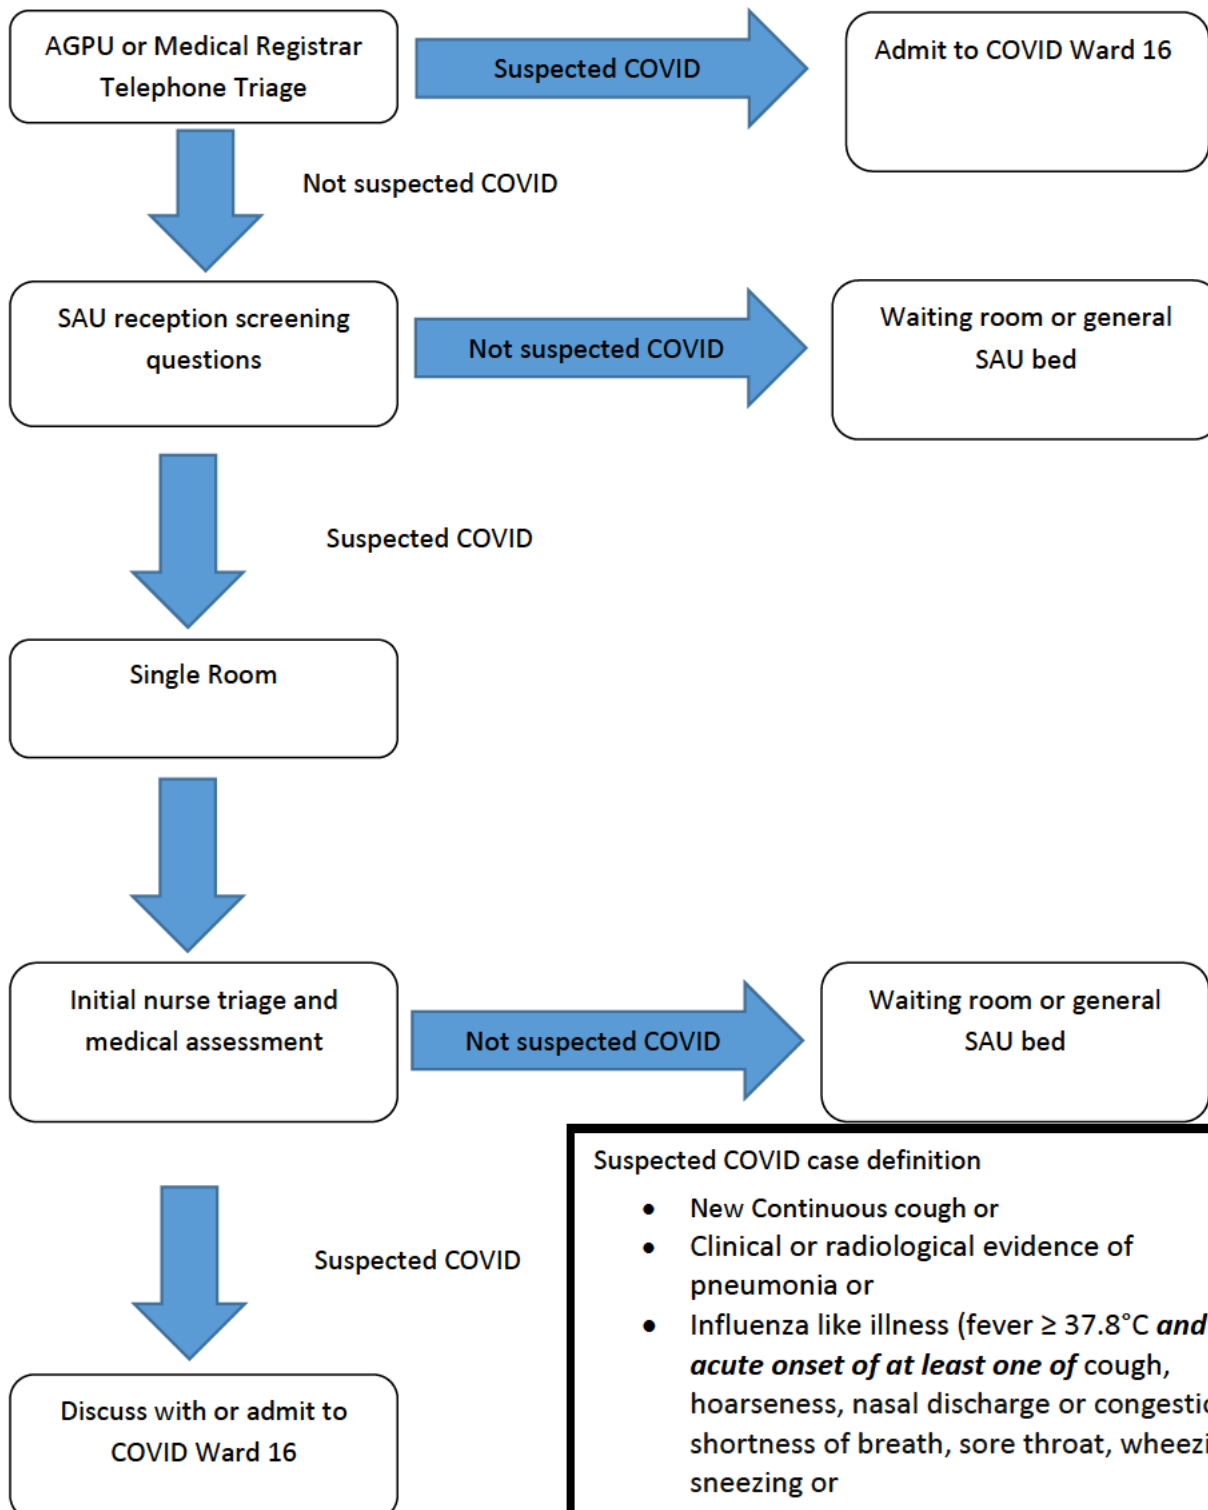 AGPU or Medical Registrar
Telephone Triage
Suspected COVID
Admit to COVID Ward 16
Not suspected COVID
SAU reception screening
questions
Not suspected COVID
Waiting room or general
SAU bed
Suspected COVID
Single Room
Initial nurse triage and
medical assessment
Not suspected COVID
Waiting room or general
SAU bed
Suspected COVID
Discuss with or admit to
COVID Ward 16
Suspected COVID case definition
• New Continuous cough or
• Clinical or radiological evidence of
pneumonia or
• Influenza like illness (fever ≥ 37.8°C and
acute onset of at least one of cough,
hoarseness, nasal discharge or
shortness of breath, sore throat,
sneezing or